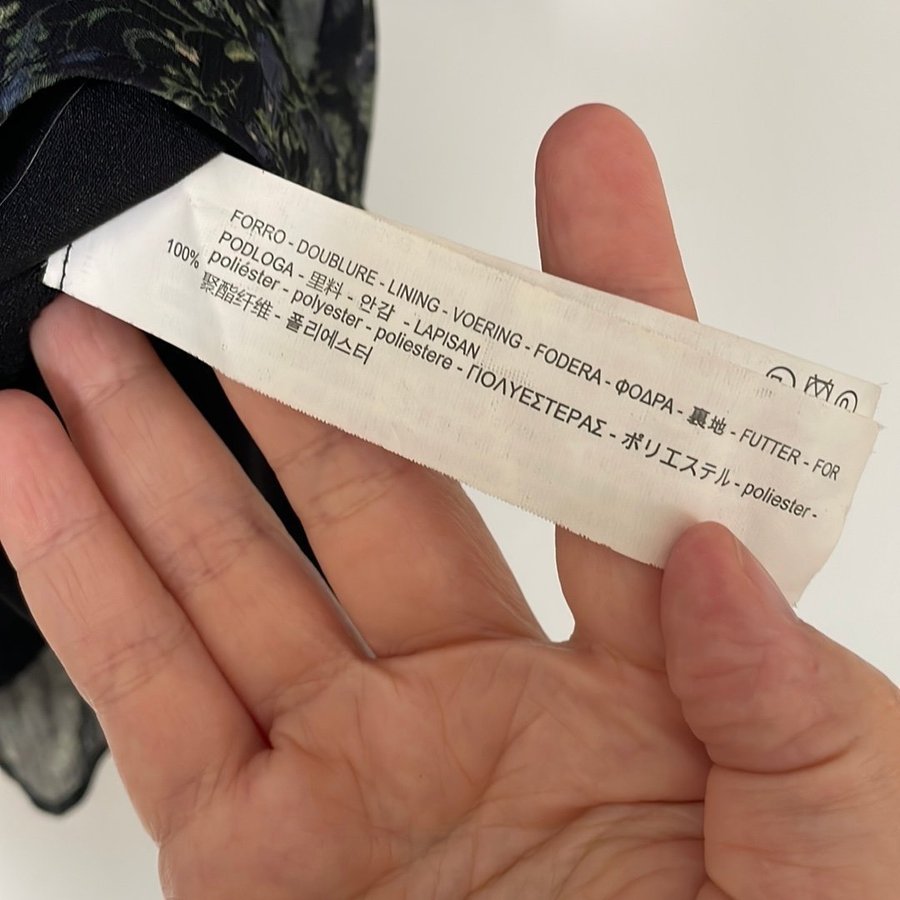 FORRO - DOUBLURE - LINING - VOERING - FODERA - ΦΟΔΡΑ - 裏地 - FUTTER - FOR
PODLOGA - 里料 - 안감 - LAPISAN
100% poliéster - polyester - poliestere - ΠΟΛΥΕΣΤΕΡΑΣ - ポリエステル - poliester -
聚酯纤维 - 폴리에스터